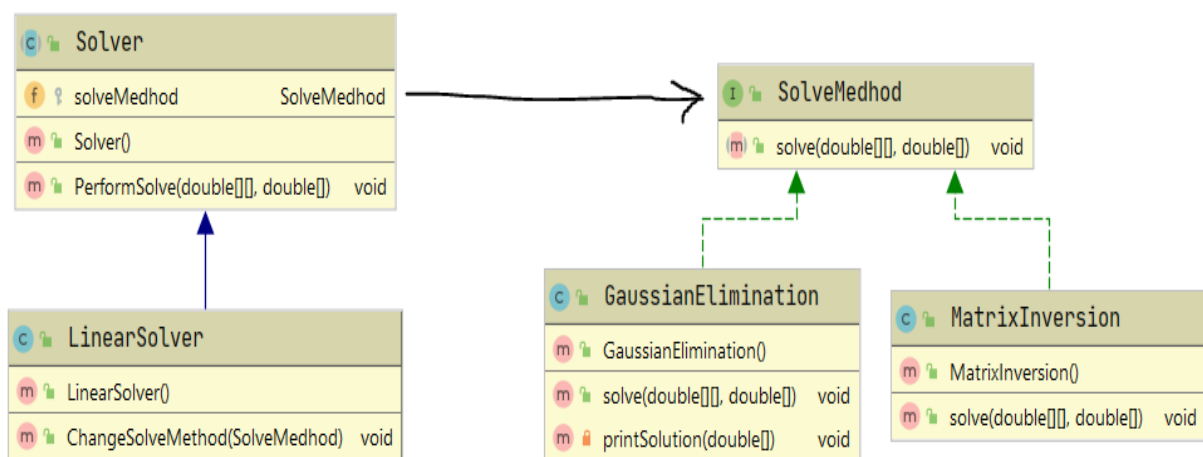 Solver
solveMedhod SolveMedhod
Solver()
PerformSolve(double[][], double[]) void
SolveMedhod
solve(double[][], double[]) void
LinearSolver
LinearSolver()
ChangeSolveMethod(SolveMedhod) void
GaussianElimination
GaussianElimination()
solve(double[][], double[]) void
printSolution(double[]) void
MatrixInversion
MatrixInversion()
solve(double[][], double[]) void